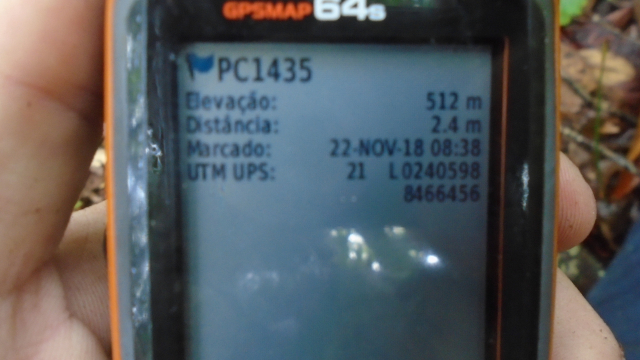 GPSMAP 64s
PC1435
Elevação: 512 m
Distância: 2.4 m
Marcado: 22-NOV-18 08:38
UTM UPS: 21 L 0240598
8466456